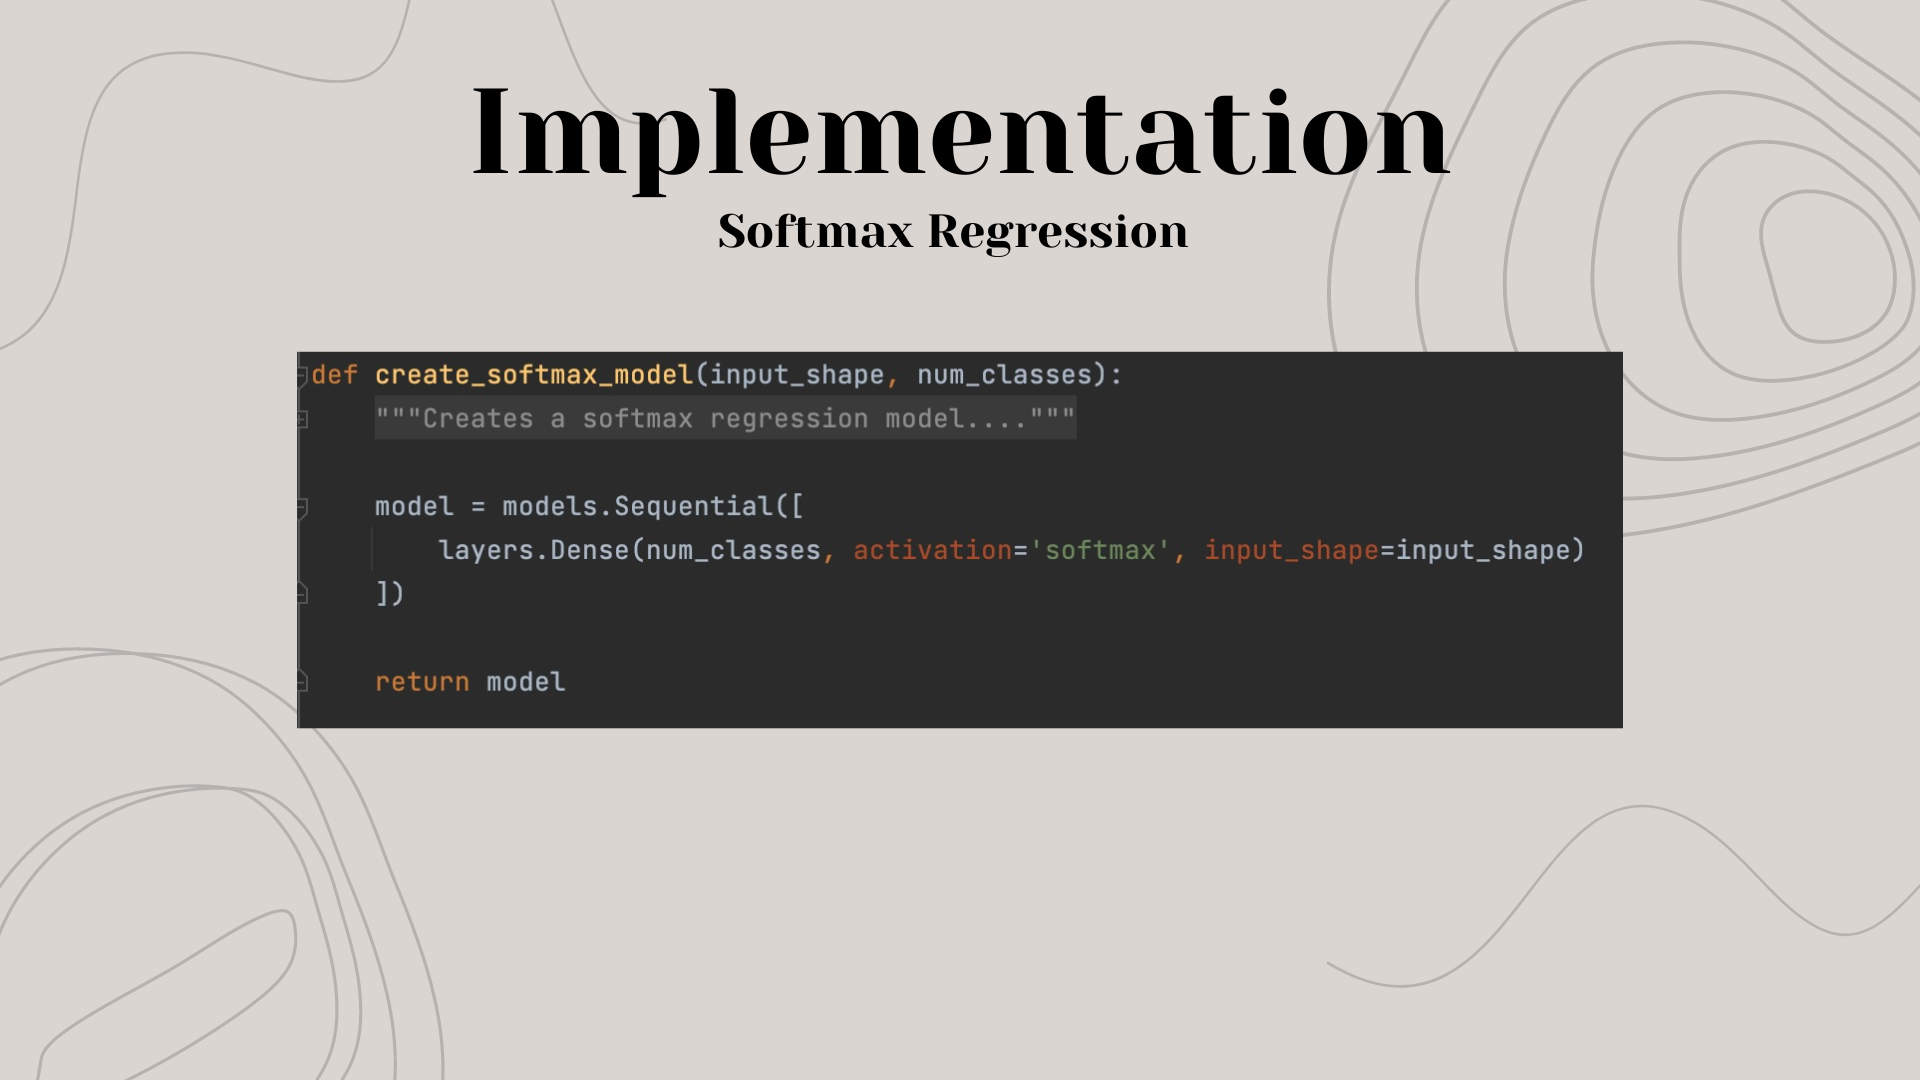 Implementation
Softmax Regression
def create_softmax_model(input_shape, num_classes):
"""Creates a softmax regression model...."""
model = models.Sequential([
layers.Dense(num_classes, activation='softmax', input_shape=input_shape)
])
return model